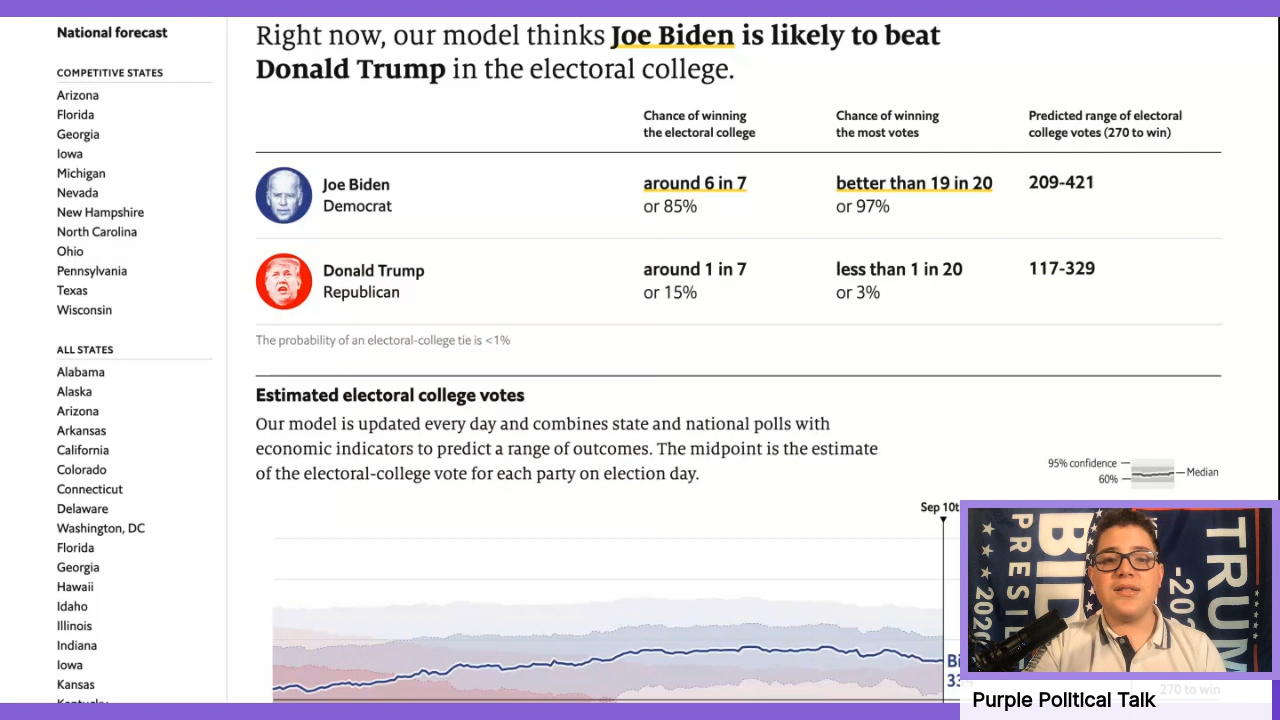 National forecast
COMPETITIVE STATES
Arizona
Florida
Georgia
Iowa
Michigan
Nevada
New Hampshire
North Carolina
Ohio
Pennsylvania
Texas
Wisconsin
ALL STATES
Alabama
Alaska
Arizona
Arkansas
California
Colorado
Connecticut
Delaware
Washington, DC
Florida
Georgia
Hawaii
Idaho
Illinois
Indiana
Iowa
Kansas
Right now, our model thinks Joe Biden is likely to beat
Donald Trump in the electoral college.
Chance of winning
the electoral college
Chance of winning
the most votes
Predicted range of electoral
college votes (270 to win)
Joe Biden
Democrat
around 6 in 7
or 85%
better than 19 in 20
or 97%
209-421
Donald Trump
Republican
around 1 in 7
or 15%
less than 1 in 20
or 3%
117-329
The probability of an electoral-college tie is <1%
Estimated electoral college votes
Our model is updated every day and combines state and national polls with
economic indicators to predict a range of outcomes. The midpoint is the estimate
of the electoral-college vote for each party on election day.
95% confidence
60%
Median
Sep 10t
Bi
33
BID
PRESI
2020
TRUM
-202
270 to win
Purple Political Talk